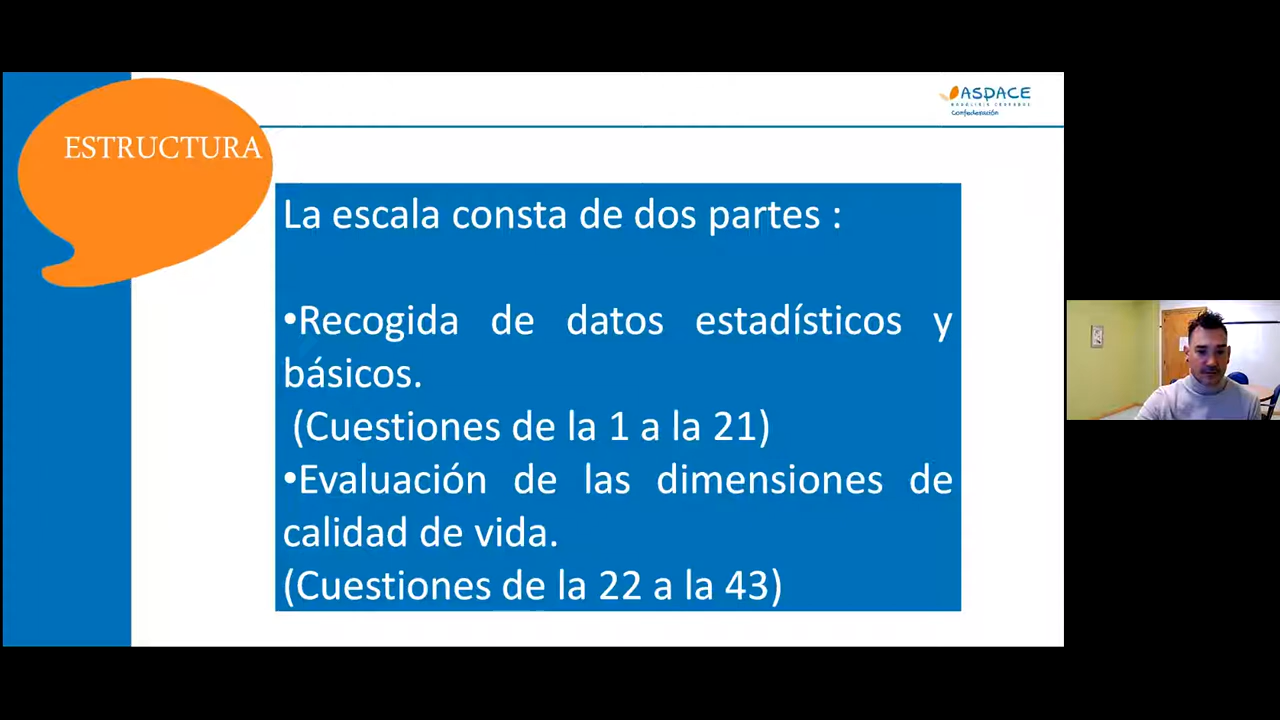 ESTRUCTURA
ASPACE
Confederación
La escala consta de dos partes :
•Recogida de datos estadísticos y
básicos.
(Cuestiones de la 1 a la 21)
•Evaluación de las dimensiones de
calidad de vida.
(Cuestiones de la 22 a la 43)